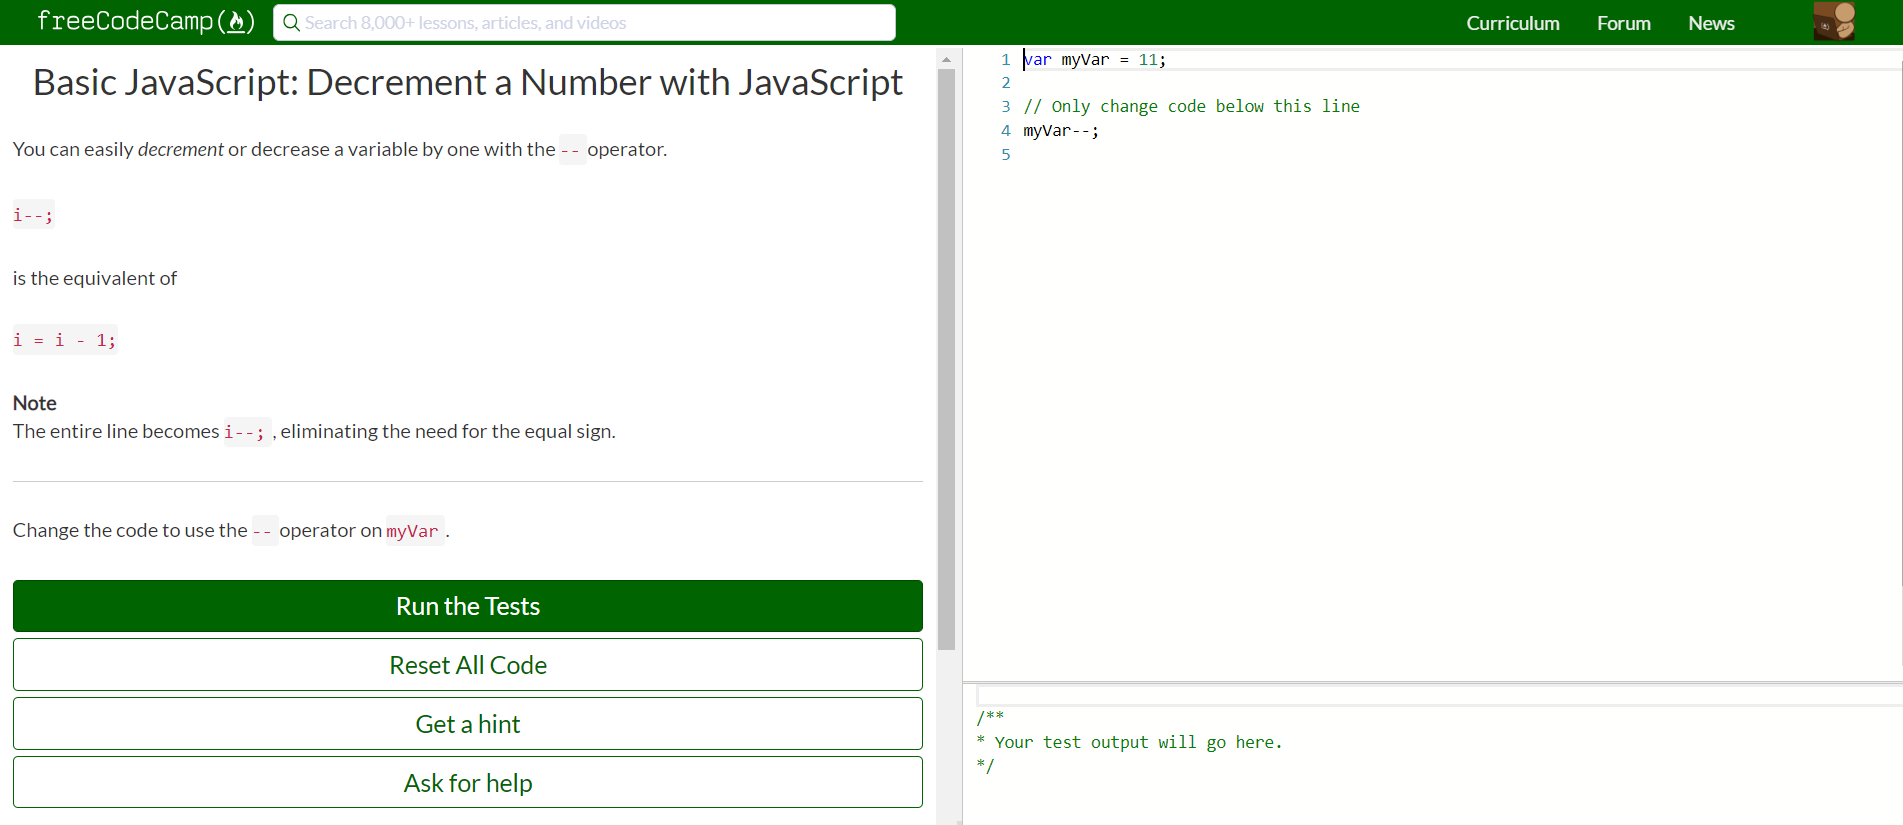 freeCodeCamp
Search 8,000+ lessons, articles, and videos
Curriculum
Forum
News
Basic JavaScript: Decrement a Number with JavaScript
You can easily decrement or decrease a variable by one with the -- operator.
i--;
is the equivalent of
i = i - 1;
Note
The entire line becomes i--; , eliminating the need for the equal sign.
Change the code to use the -- operator on myVar .
Run the Tests
Reset All Code
Get a hint
Ask for help
1 var myVar = 11;
2
3 // Only change code below this line
4 myVar--;
5
/**
* Your test output will go here.
*/